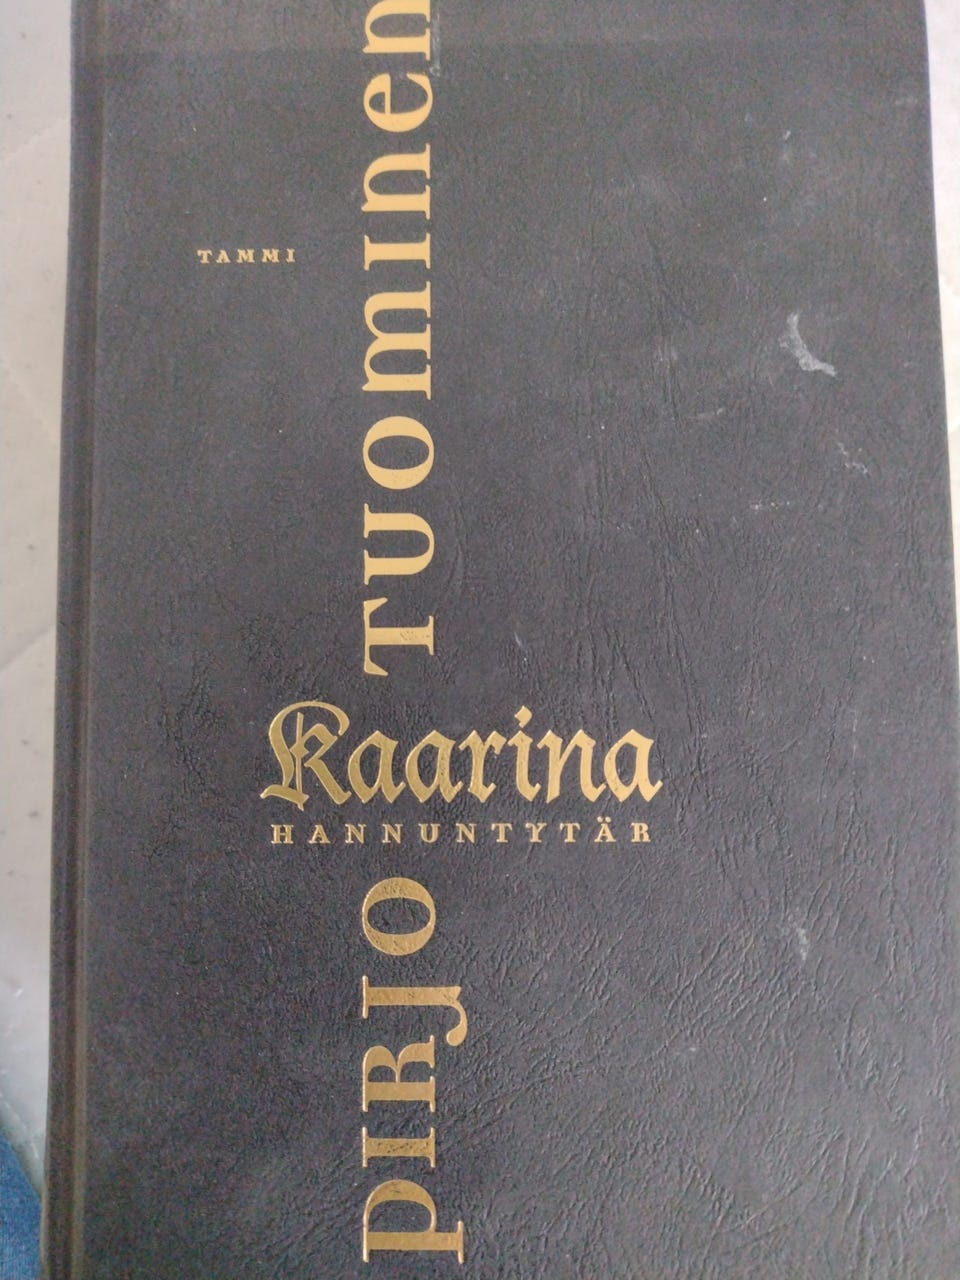 TAMMI
PIRJO TUOMINEN
Kaarina
HANNUNTYTÄR